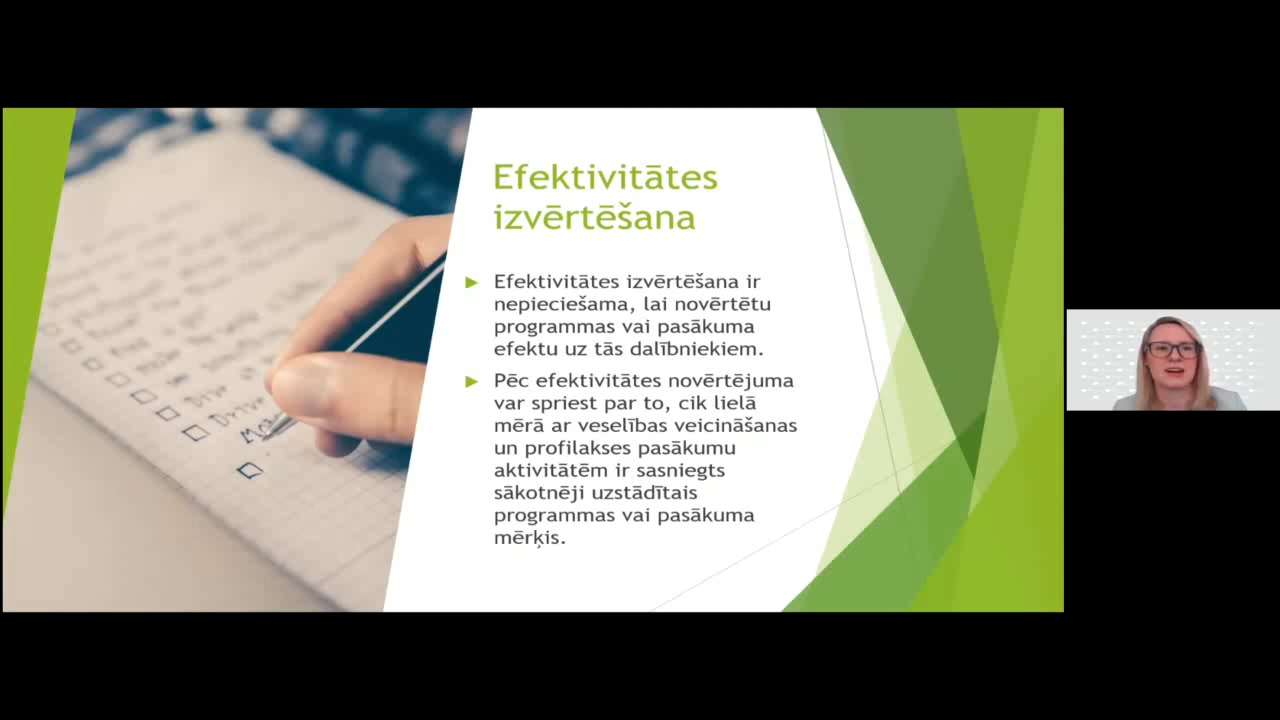 Efektivitātes
izvērtēšana
Efektivitātes izvērtēšana ir
nepieciešama, lai novērtētu
programmas vai pasākuma
efektu uz tās dalībniekiem.
Pēc efektivitātes novērtējuma
var spriest par to, cik lielā
mērā ar veselības veicināšanas
un profilakses pasākumu
aktivitātēm ir sasniegts
sākotnēji uzstādītais
programmas vai pasākuma
mērķis.